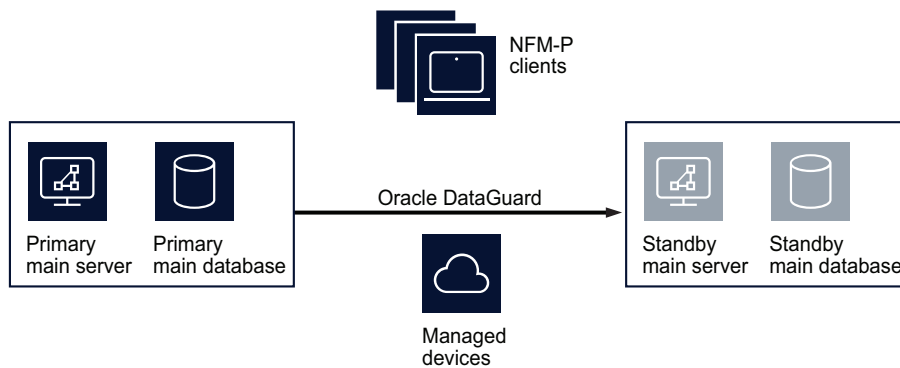 NFM-P
clients
Oracle DataGuard
Primary
main server
Primary
main database
Standby
main server
Standby
main database
Managed
devices